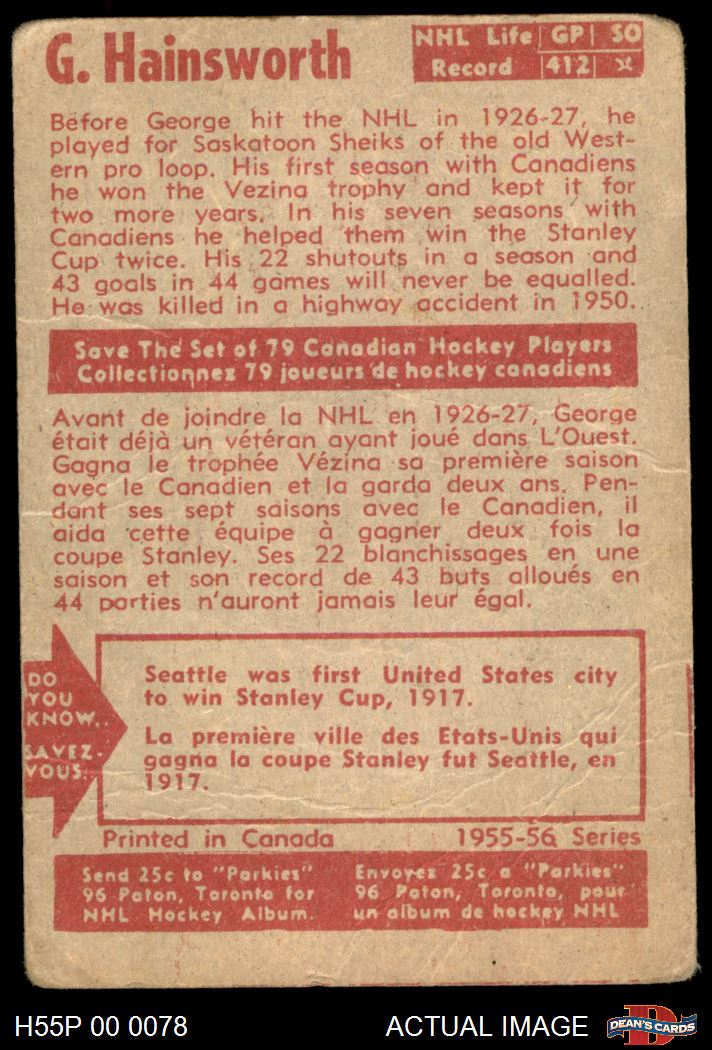 G. Hainsworth
NHL Life GP SO
Record 412
Before George hit the NHL in 1926-27, he
played for Saskatoon Sheiks of the old West-
ern pro loop. His first season with Canadiens
he won the Vezina trophy and kept it for
two more years. In his seven seasons with
Canadiens he helped them win the Stanley
Cup twice. His 22 shutouts in a season and
43 goals in 44 games will never be equalled.
He was killed in a highway accident in 1950.
Save The Set of 79 Canadian Hockey Players
Collectionnez 79 joueurs de hockey canadiens
Avant de joindre la NHL en 1926-27, George
était déjà un vétéran ayant joué dans L'Ouest.
Gagna le trophée Vézina sa première saison
avec le Canadien et la garda deux ans. Pen-
dant ses sept saisons avec le Canadien, il
aida cette équipe à gagner deux fois la
coupe Stanley. Ses 22 blanchissages en une
saison et son record de 43 buts alloués en
44 parties n'auront jamais leur égal.
DO
YOU
KNOW..
SAVEZ-
VOUS:
Seattle was first United States city
to win Stanley Cup, 1917.
La première ville des Etats-Unis qui
gagna la coupe Stanley fut Seattle, en
1917.
Printed in Canada 1955-56 Series
Send 25c to "Parkies"
96 Paton, Toronto for
NHL Hockey Album.
Envoyez 25c a "Parkies"
96 Paton, Toronto, pour
un album de hockey NHL
H55P 00 0078 ACTUAL IMAGE
DEAN'S CARDS